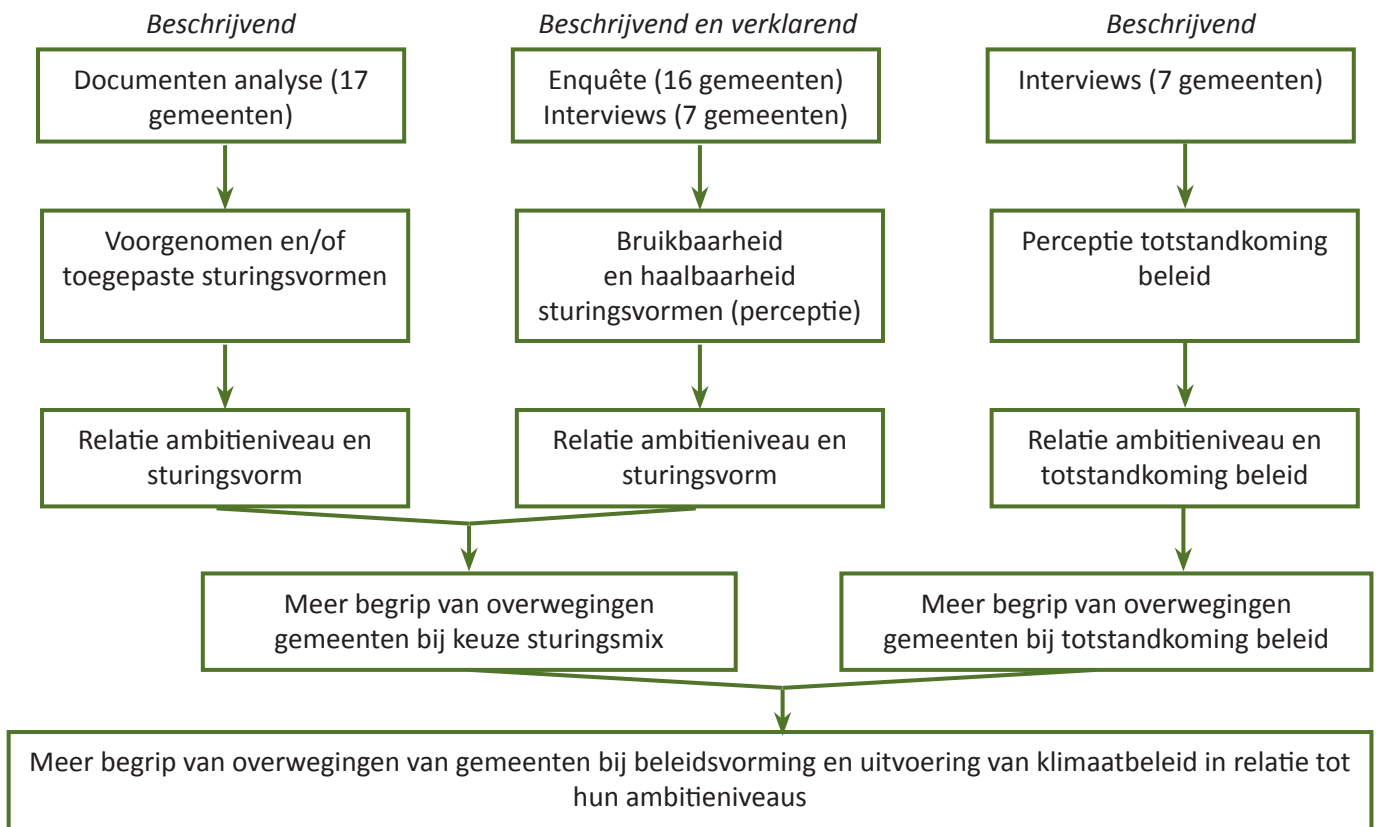 Beschrijvend
Beschrijvend en verklarend
Beschrijvend
Documenten analyse (17
gemeenten)
Enquête (16 gemeenten)
Interviews (7 gemeenten)
Interviews (7 gemeenten)
Voorgenomen en/of
toegepaste sturingsvormen
Bruikbaarheid
en haalbaarheid
sturingsvormen (perceptie)
Perceptie totstandkoming
beleid
Relatie ambitieniveau en
sturingsvorm
Relatie ambitieniveau en
sturingsvorm
Relatie ambitieniveau en
totstandkoming beleid
Meer begrip van overwegingen
gemeenten bij keuze sturingsmix
Meer begrip van overwegingen
gemeenten bij totstandkoming beleid
Meer begrip van overwegingen van gemeenten bij beleidsvorming en uitvoering van klimaatbeleid in relatie tot
hun ambitieniveaus